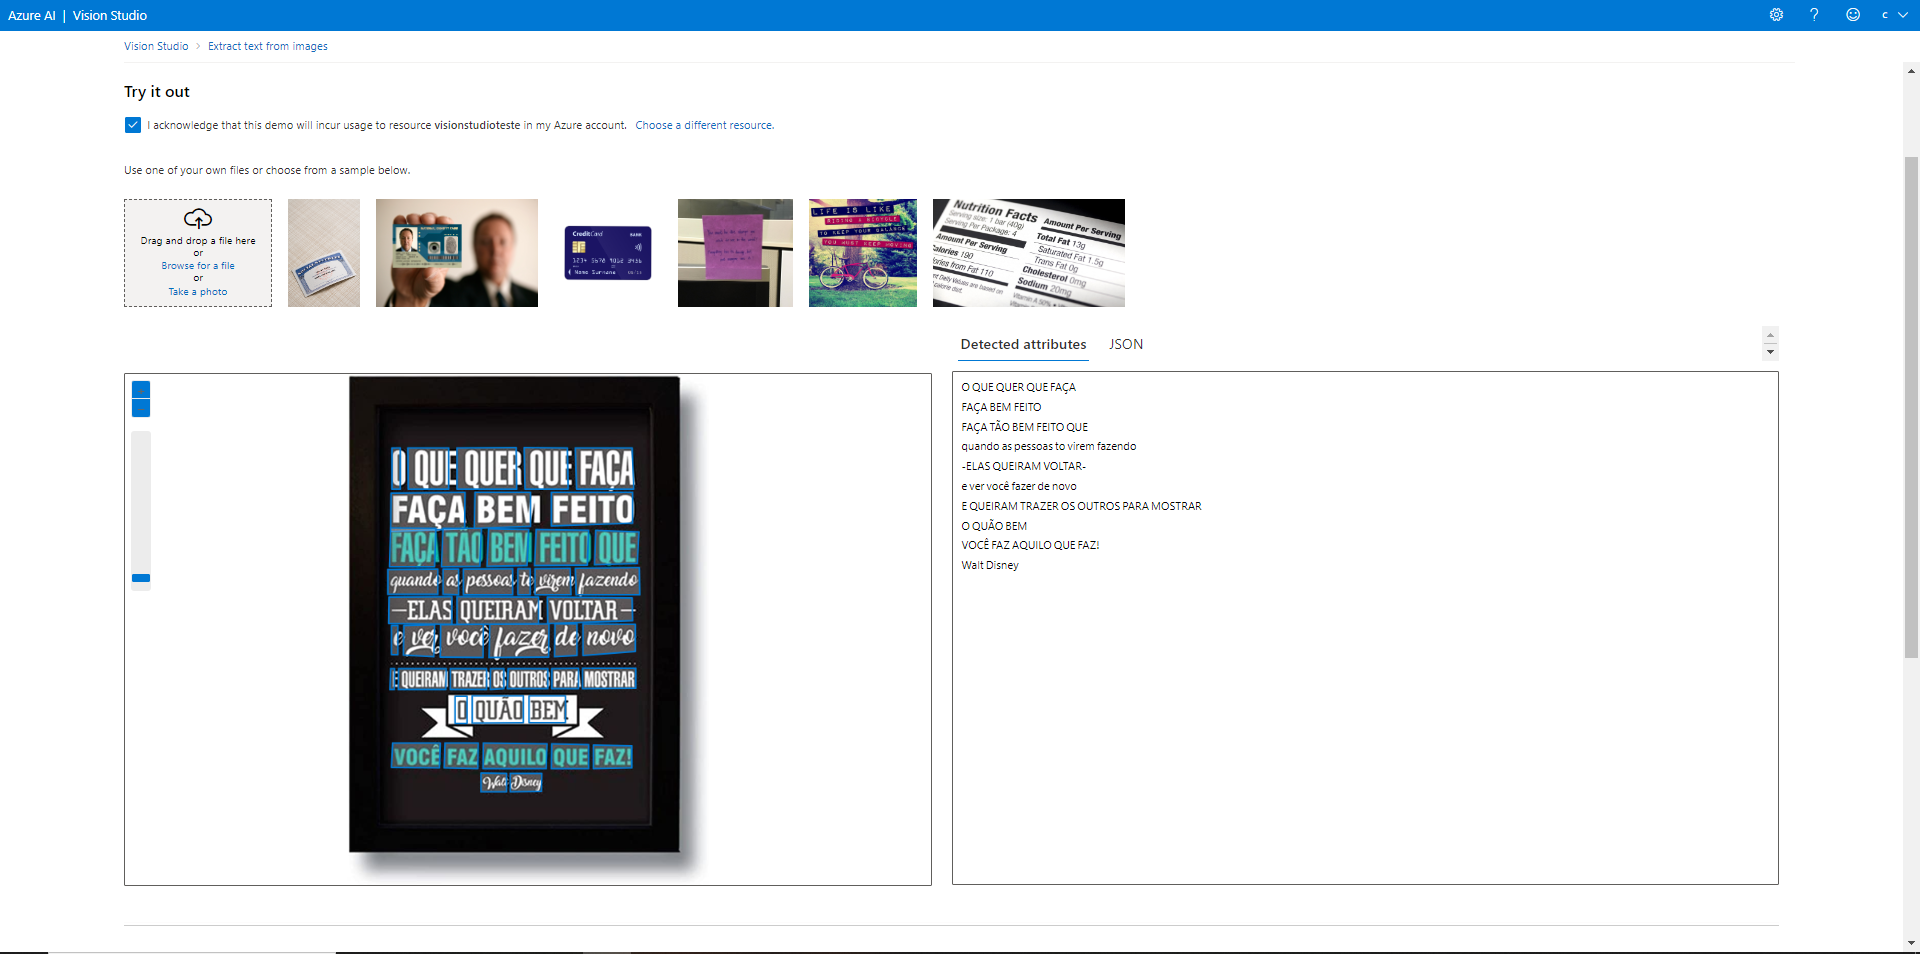 Azure AI | Vision Studio
c
Vision Studio > Extract text from images
Try it out
I acknowledge that this demo will incur usage to resource visionstudioteste in my Azure account. Choose a different resource.
Use one of your own files or choose from a sample below.
Drag and drop a file here
or
Browse for a file
or
Take a photo
CreditCard
BANK
1234 5678 9012 3456
Name Surname
LIFE IS LIKE
RIDING A BICYCLE
TO KEEP YOUR BALANCE
YOU MUST KEEP MOVING
Nutrition Facts
Serving size: 1 bar (40g)
Serving Per Package: 4
Amount Per Serving
Calories 190
Calories from Fat 110
Amount Per Serving
Total Fat 13g
Saturated Fat 1.5g
Trans Fat 0g
Cholesterol 0mg
Sodium 20mg
Detected attributes
JSON
O QUE QUER QUE FAÇA
FAÇA BEM FEITO
FAÇA TÃO BEM FEITO QUE
quando as pessoas te virem fazendo
—ELAS QUEIRAM VOLTAR—
e ver você fazer de novo
E QUEIRAM TRAZER OS OUTROS PARA MOSTRAR
O QUÃO BEM
VOCÊ FAZ AQUILO QUE FAZ!
Walt Disney
O QUE QUER QUE FAÇA
FAÇA BEM FEITO
FAÇA TÃO BEM FEITO QUE
quando as pessoas to virem fazendo
-ELAS QUEIRAM VOLTAR-
e ver você fazer de novo
E QUEIRAM TRAZER OS OUTROS PARA MOSTRAR
O QUÃO BEM
VOCÊ FAZ AQUILO QUE FAZ!
Walt Disney